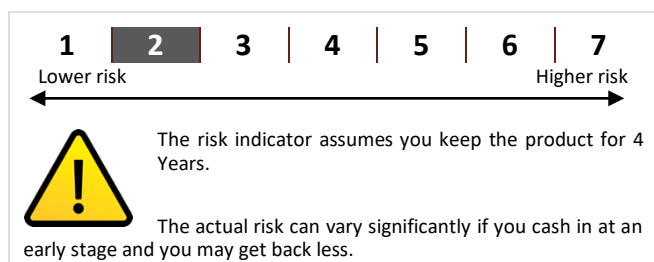 1 2 3 4 5 6 7
Lower risk Higher risk
The risk indicator assumes you keep the product for 4
Years.
The actual risk can vary significantly if you cash in at an
early stage and you may get back less.